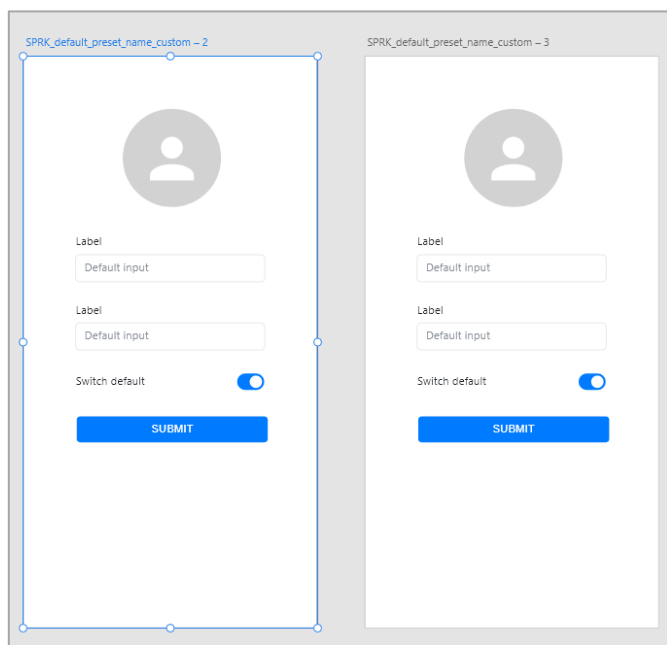 SPRK_default_preset_name_custom – 2
Label
Default input
Label
Default input
Switch default
SUBMIT
SPRK_default_preset_name_custom – 3
Label
Default input
Label
Default input
Switch default
SUBMIT